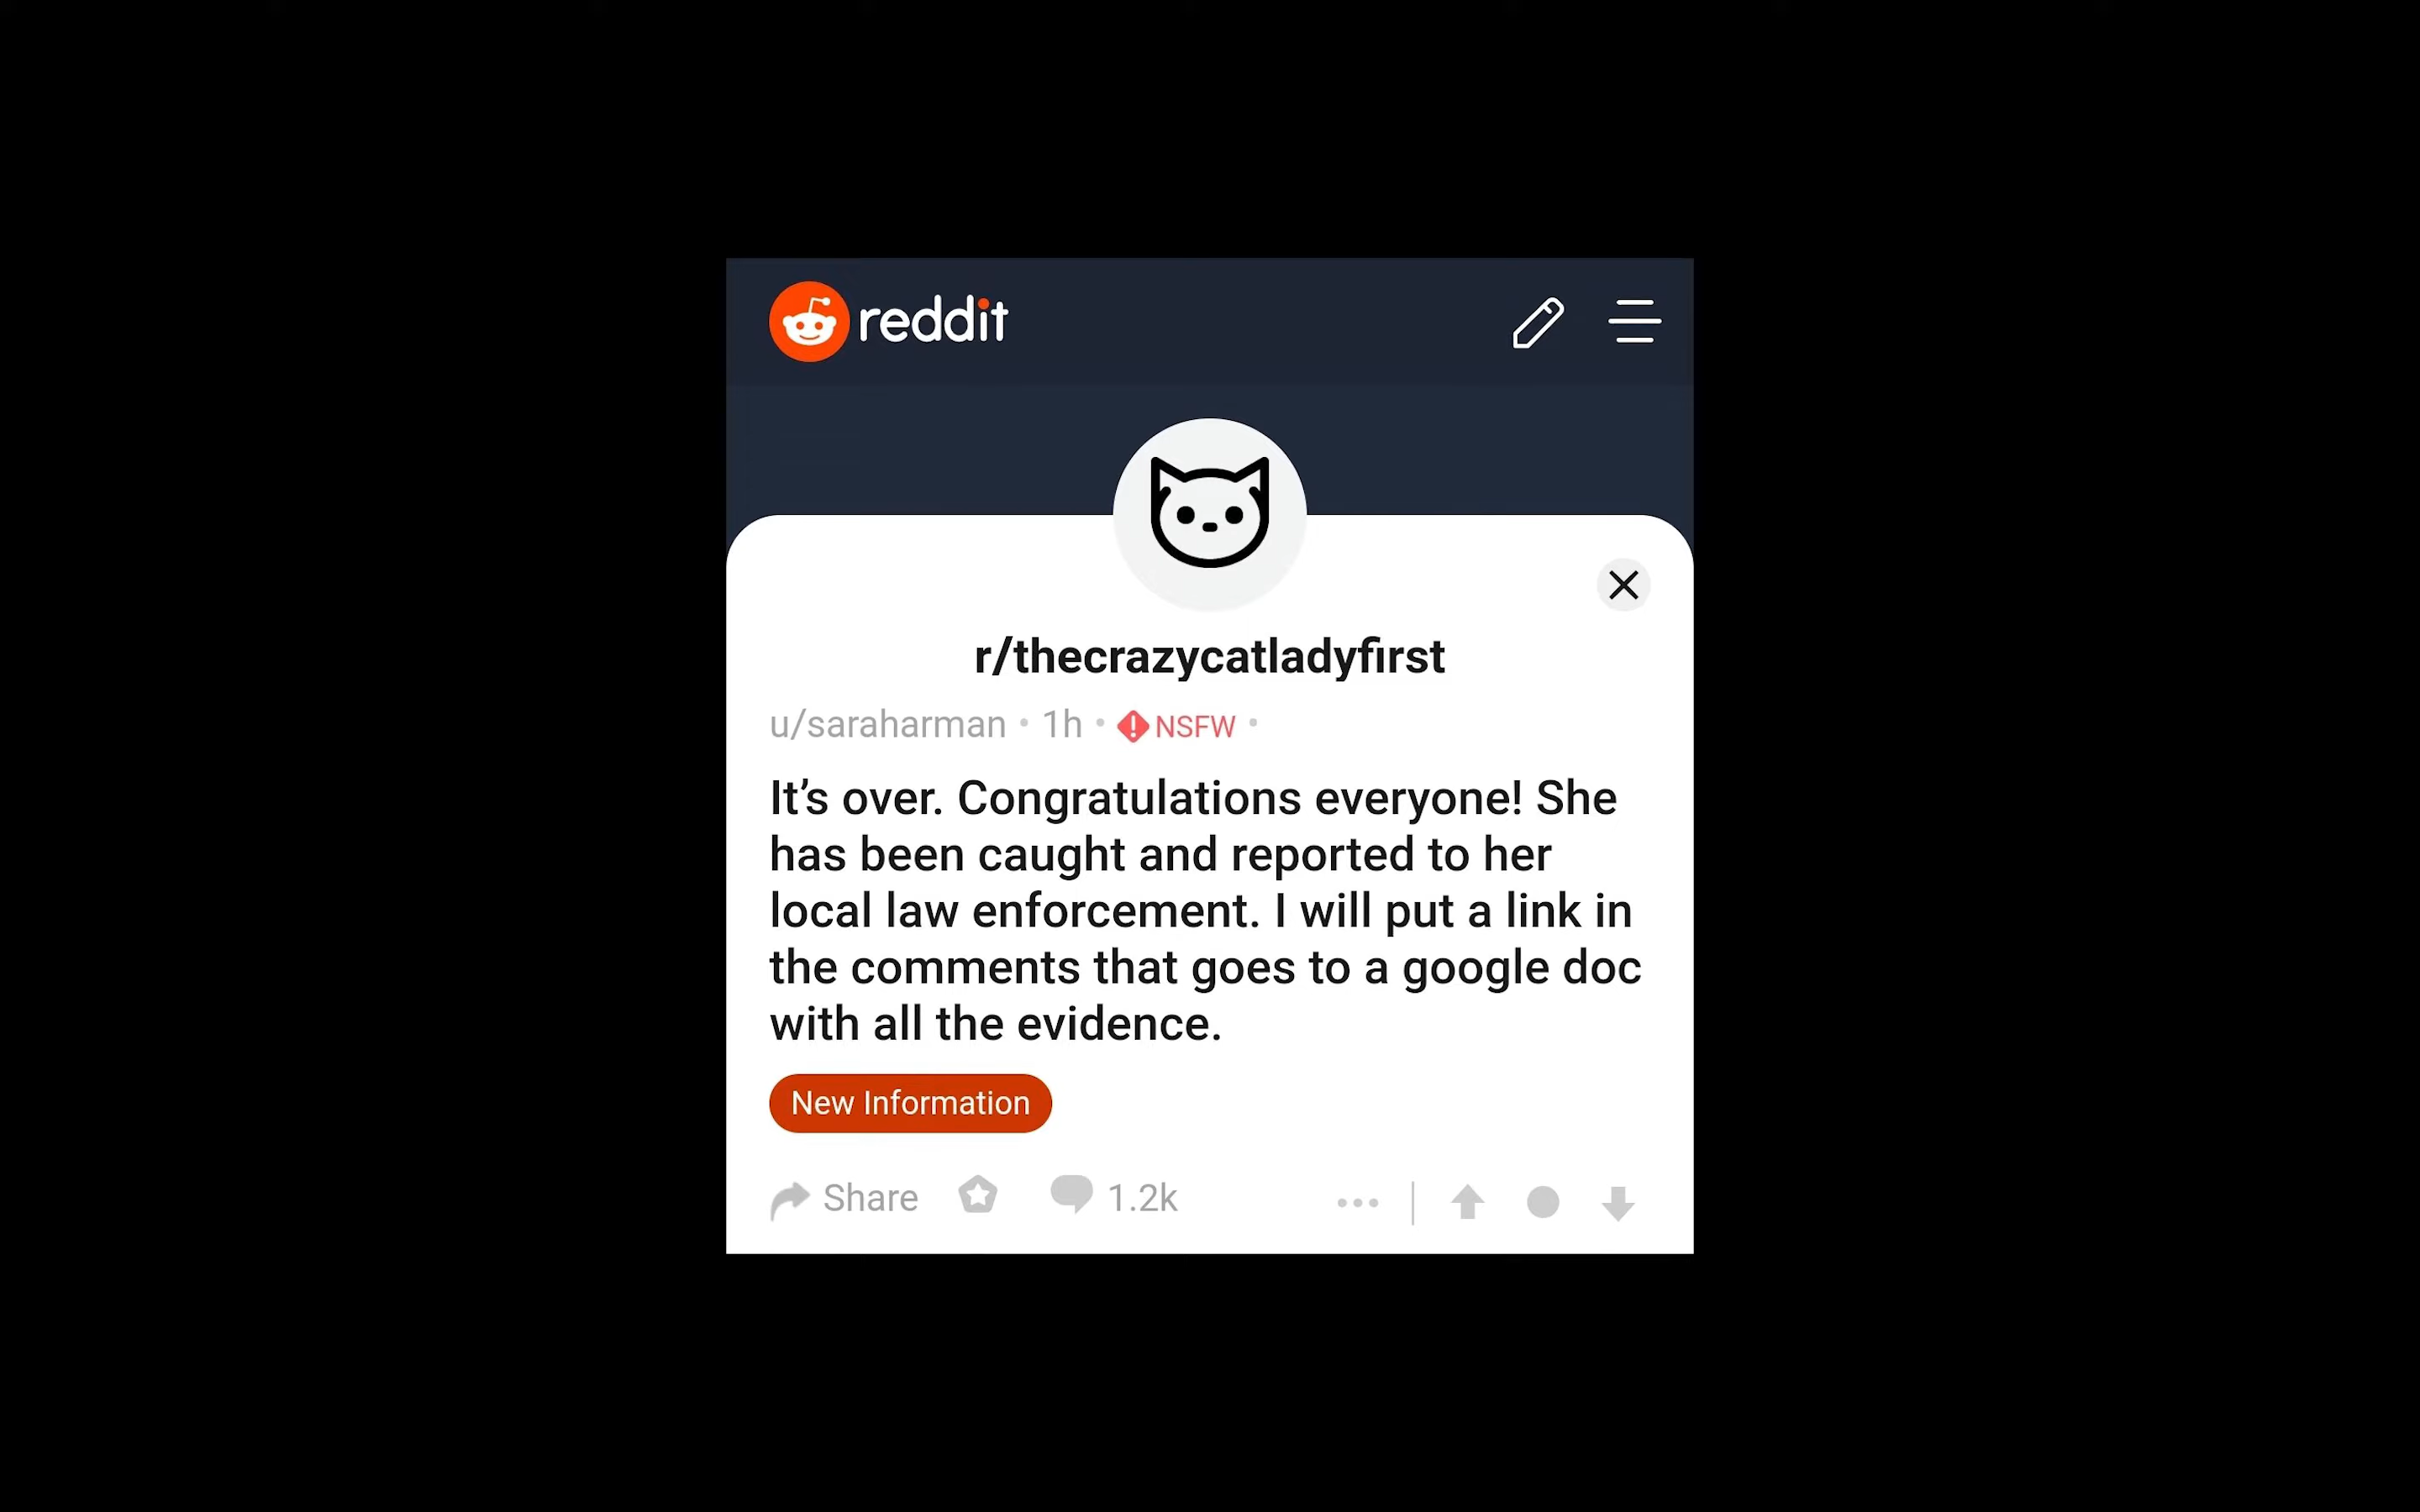 reddit
r/thecrazycatladyfirst
u/saraharman • 1h • NSFW •
It’s over. Congratulations everyone! She
has been caught and reported to her
local law enforcement. I will put a link in
the comments that goes to a google doc
with all the evidence.
New Information
Share 1.2k